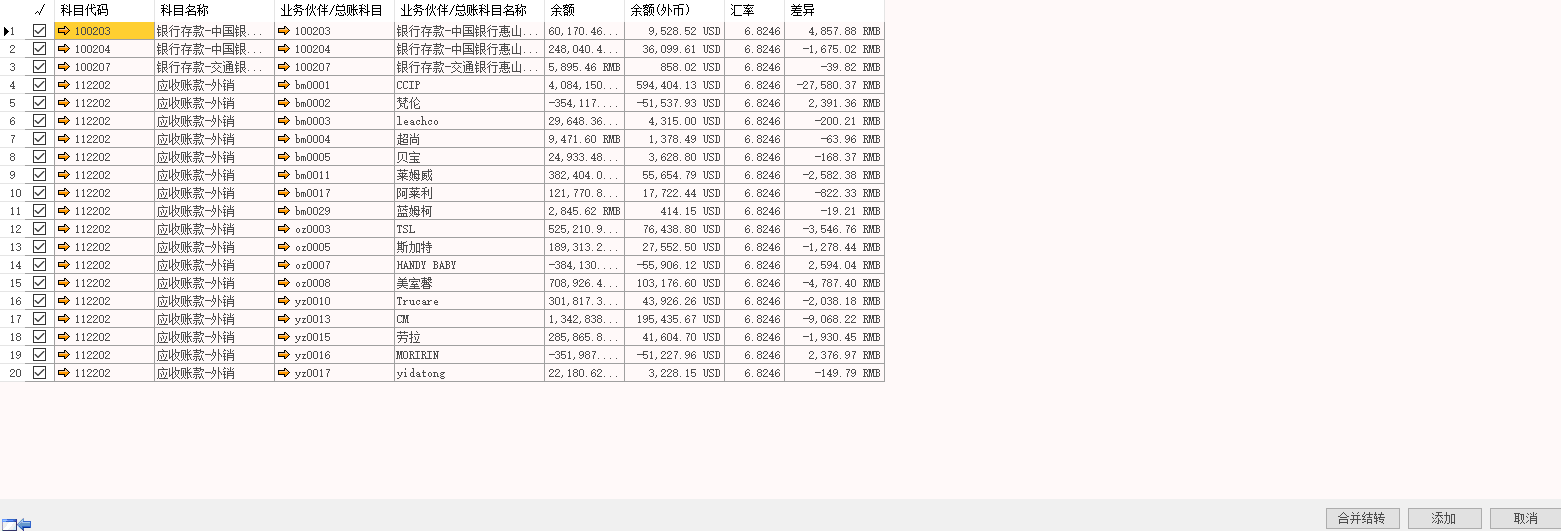 ✓ 科目代码 科目名称 业务伙伴/总账科目 业务伙伴/总账科目名称 余额 余额(外币) 汇率 差异
1 100203 银行存款-中国银... 100203 银行存款-中国银行惠山... 60,170.46... 9,528.52 USD 6.8246 4,857.88 RMB
2 100204 银行存款-中国银... 100204 银行存款-中国银行惠山... 248,040.4... 36,099.61 USD 6.8246 -1,675.02 RMB
3 100207 银行存款-交通银... 100207 银行存款-交通银行惠山... 5,895.46 RMB 858.02 USD 6.8246 -39.82 RMB
4 112202 应收账款-外销 bm0001 CCIP 4,084,150... 594,404.13 USD 6.8246 -27,580.37 RMB
5 112202 应收账款-外销 bm0002 梵伦 -354,117.... -51,537.93 USD 6.8246 2,391.36 RMB
6 112202 应收账款-外销 bm0003 leachco 29,648.36... 4,315.00 USD 6.8246 -200.21 RMB
7 112202 应收账款-外销 bm0004 超尚 9,471.60 RMB 1,378.49 USD 6.8246 -63.96 RMB
8 112202 应收账款-外销 bm0005 贝宝 24,933.48... 3,628.80 USD 6.8246 -168.37 RMB
9 112202 应收账款-外销 bm0011 莱姆威 382,404.0... 55,654.79 USD 6.8246 -2,582.38 RMB
10 112202 应收账款-外销 bm0017 阿莱利 121,770.8... 17,722.44 USD 6.8246 -822.33 RMB
11 112202 应收账款-外销 bm0029 蓝姆柯 2,845.62 RMB 414.15 USD 6.8246 -19.21 RMB
12 112202 应收账款-外销 oz0003 TSL 525,210.9... 76,438.80 USD 6.8246 -3,546.76 RMB
13 112202 应收账款-外销 oz0005 斯加特 189,313.2... 27,552.50 USD 6.8246 -1,278.44 RMB
14 112202 应收账款-外销 oz0007 HANDY BABY -384,130.... -55,906.12 USD 6.8246 2,594.04 RMB
15 112202 应收账款-外销 oz0008 美室馨 708,926.4... 103,176.60 USD 6.8246 -4,787.40 RMB
16 112202 应收账款-外销 yz0010 Trucare 301,817.3... 43,926.26 USD 6.8246 -2,038.18 RMB
17 112202 应收账款-外销 yz0013 CM 1,342,838... 195,435.67 USD 6.8246 -9,068.22 RMB
18 112202 应收账款-外销 yz0015 劳拉 285,865.8... 41,604.70 USD 6.8246 -1,930.45 RMB
19 112202 应收账款-外销 yz0016 MORIRIN -351,987.... -51,227.96 USD 6.8246 2,376.97 RMB
20 112202 应收账款-外销 yz0017 yidatong 22,180.62... 3,228.15 USD 6.8246 -149.79 RMB
合并结转 添加 取消